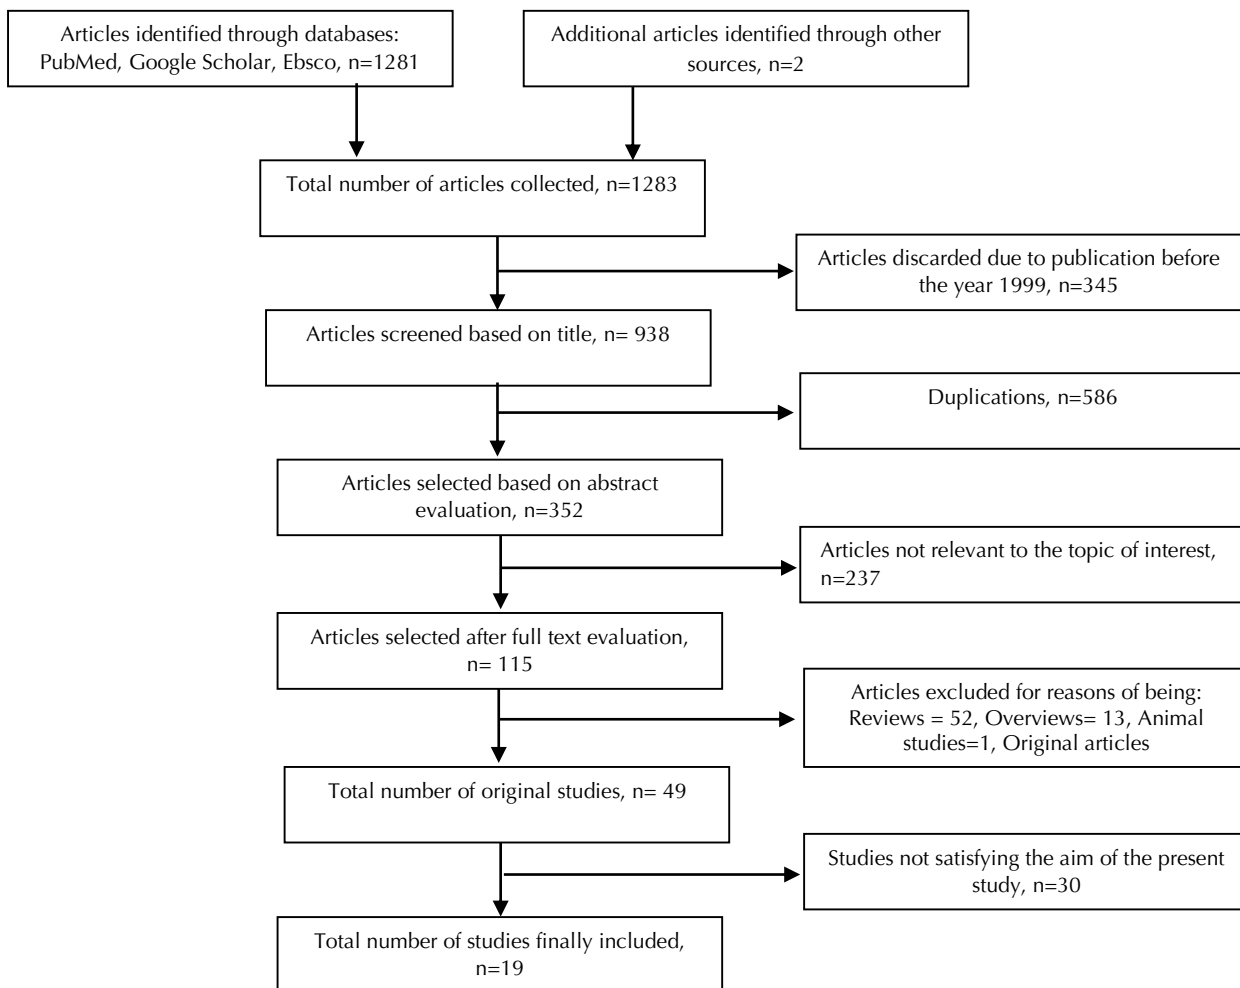 Articles identified through databases:
PubMed, Google Scholar, Ebsco, n=1281
Additional articles identified through other
sources, n=2
Total number of articles collected, n=1283
Articles discarded due to publication before
the year 1999, n=345
Articles screened based on title, n= 938
Duplications, n=586
Articles selected based on abstract
evaluation, n=352
Articles not relevant to the topic of interest,
n=237
Articles selected after full text evaluation,
n= 115
Articles excluded for reasons of being:
Reviews = 52, Overviews= 13, Animal
studies=1, Original articles
Total number of original studies, n= 49
Studies not satisfying the aim of the present
study, n=30
Total number of studies finally included,
n=19